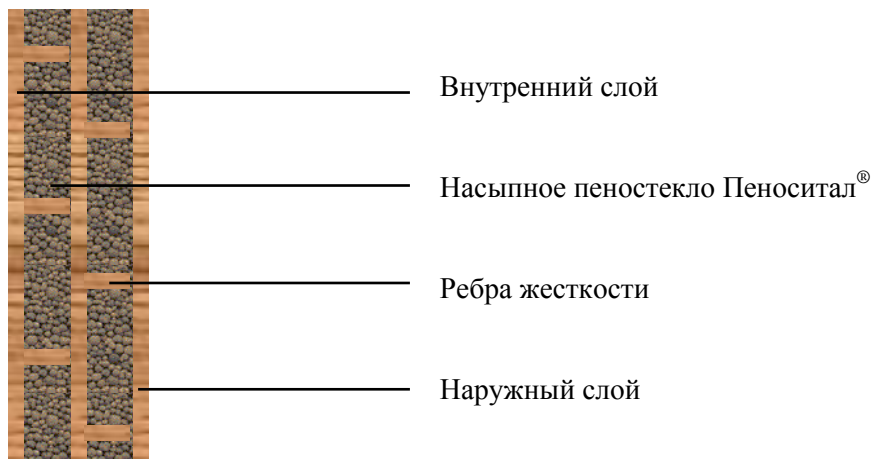 Внутренний слой
Насыпное пеностекло Пеноситал®
Ребра жесткости
Наружный слой